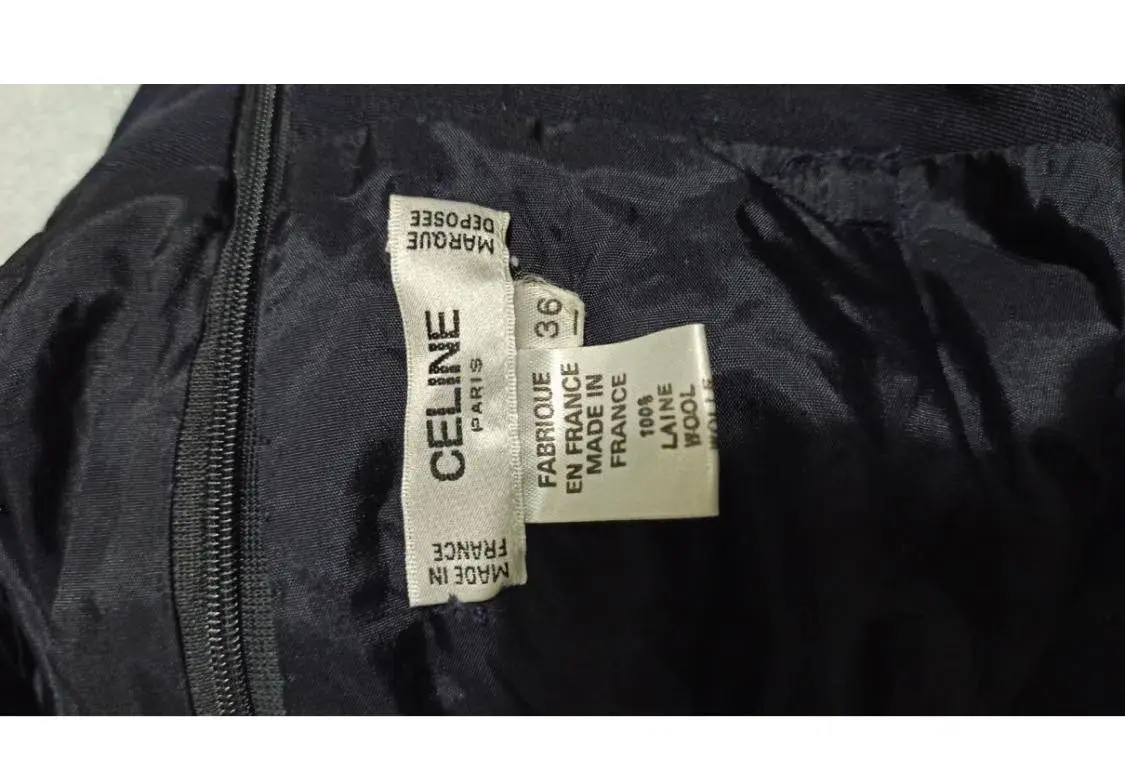 MARQUE
DEPOSEE
CELINE
PARIS
MADE IN
FRANCE
36
FABRIQUE
EN FRANCE
MADE IN
FRANCE
100%
LAINE
WOOL